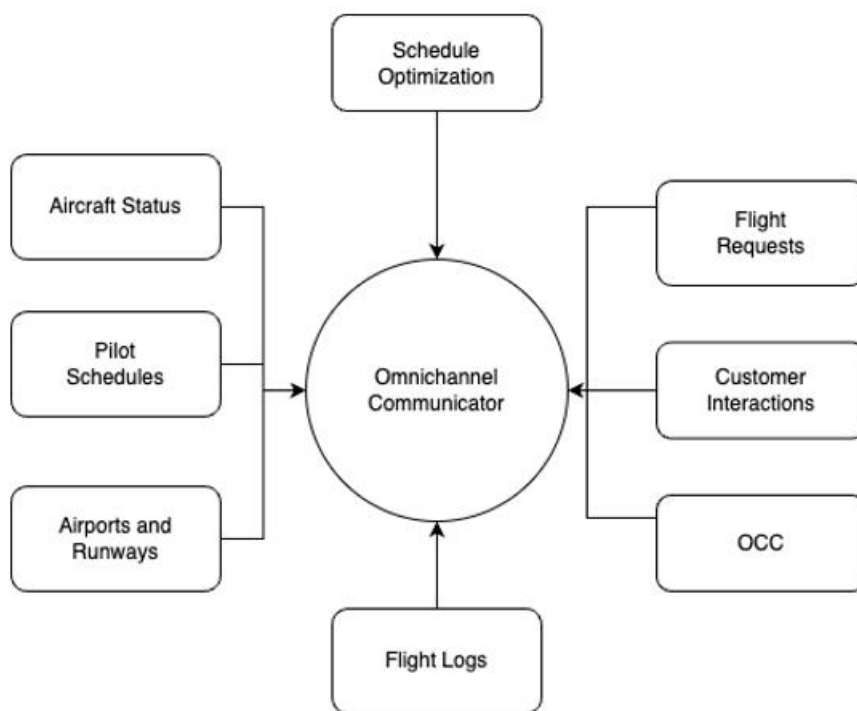 Schedule
Optimization
Aircraft Status
Pilot
Schedules
Airports and
Runways
Omnichannel
Communicator
Flight
Requests
Customer
Interactions
OCC
Flight Logs